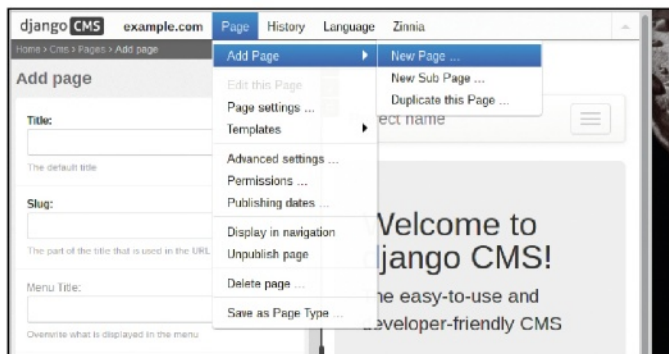 django CMS example.com Page History Language Zinnia
Home › Cms › Pages › Add page
Add page
Title:
The default title
Slug:
The part of the title that is used in the URL
Menu Title:
Overwrite what is displayed in the menu
Add Page
Edit this Page
Page settings ...
Templates
Advanced settings ...
Permissions ...
Publishing dates ...
Display in navigation
Unpublish page
Delete page ...
Save as Page Type ...
New Page ...
New Sub Page ...
Duplicate this Page ...
ect name
Welcome to
django CMS!
he easy-to-use and
developer-friendly CMS